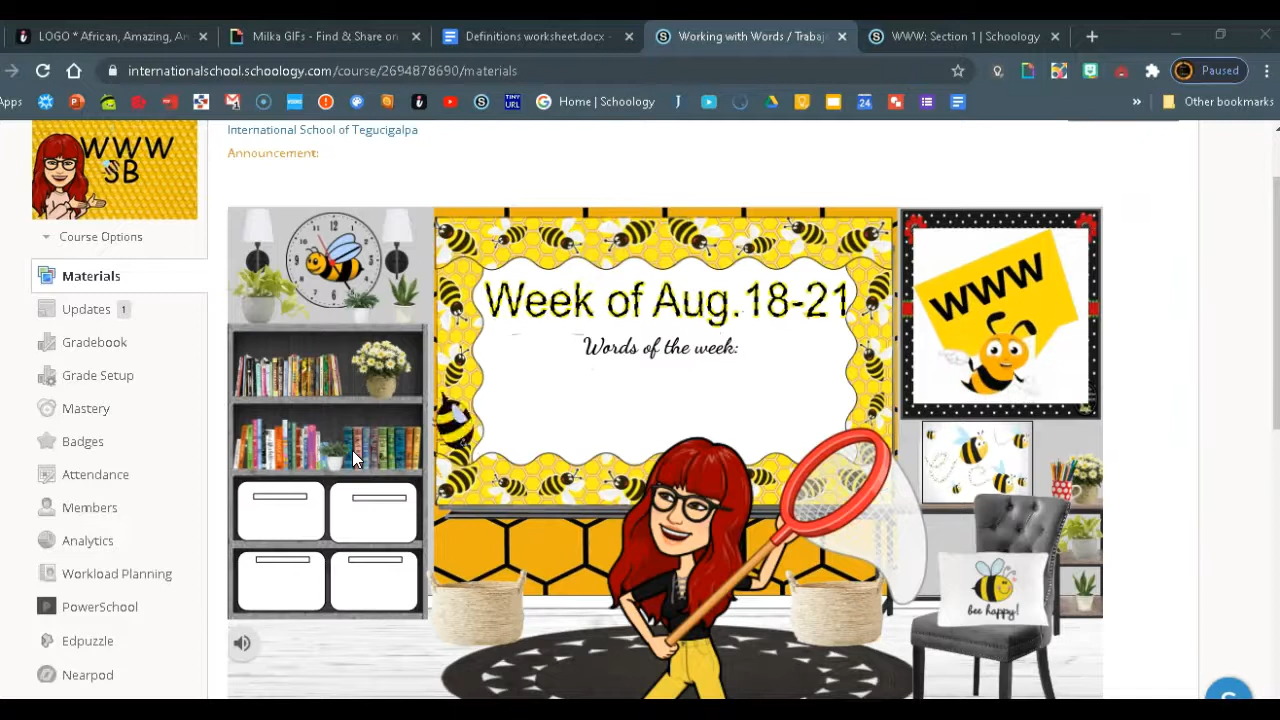 LOGO * African, Amazing, An
Milka GIFs - Find & Share on
Definitions worksheet.docx -
Working with Words / Trabaj
WWW: Section 1 | Schoology
internationalschool.schoology.com/course/2694878690/materials
Paused
Apps
TINY URL
Home | Schoology
24
Other bookmarks
International School of Tegucigalpa
Announcement:
WWW
SB
Course Options
Materials
Updates 1
Gradebook
Grade Setup
Mastery
Badges
Attendance
Members
Analytics
Workload Planning
PowerSchool
Edpuzzle
Nearpod
Week of Aug.18-21
Words of the week:
WWW
bee happy!